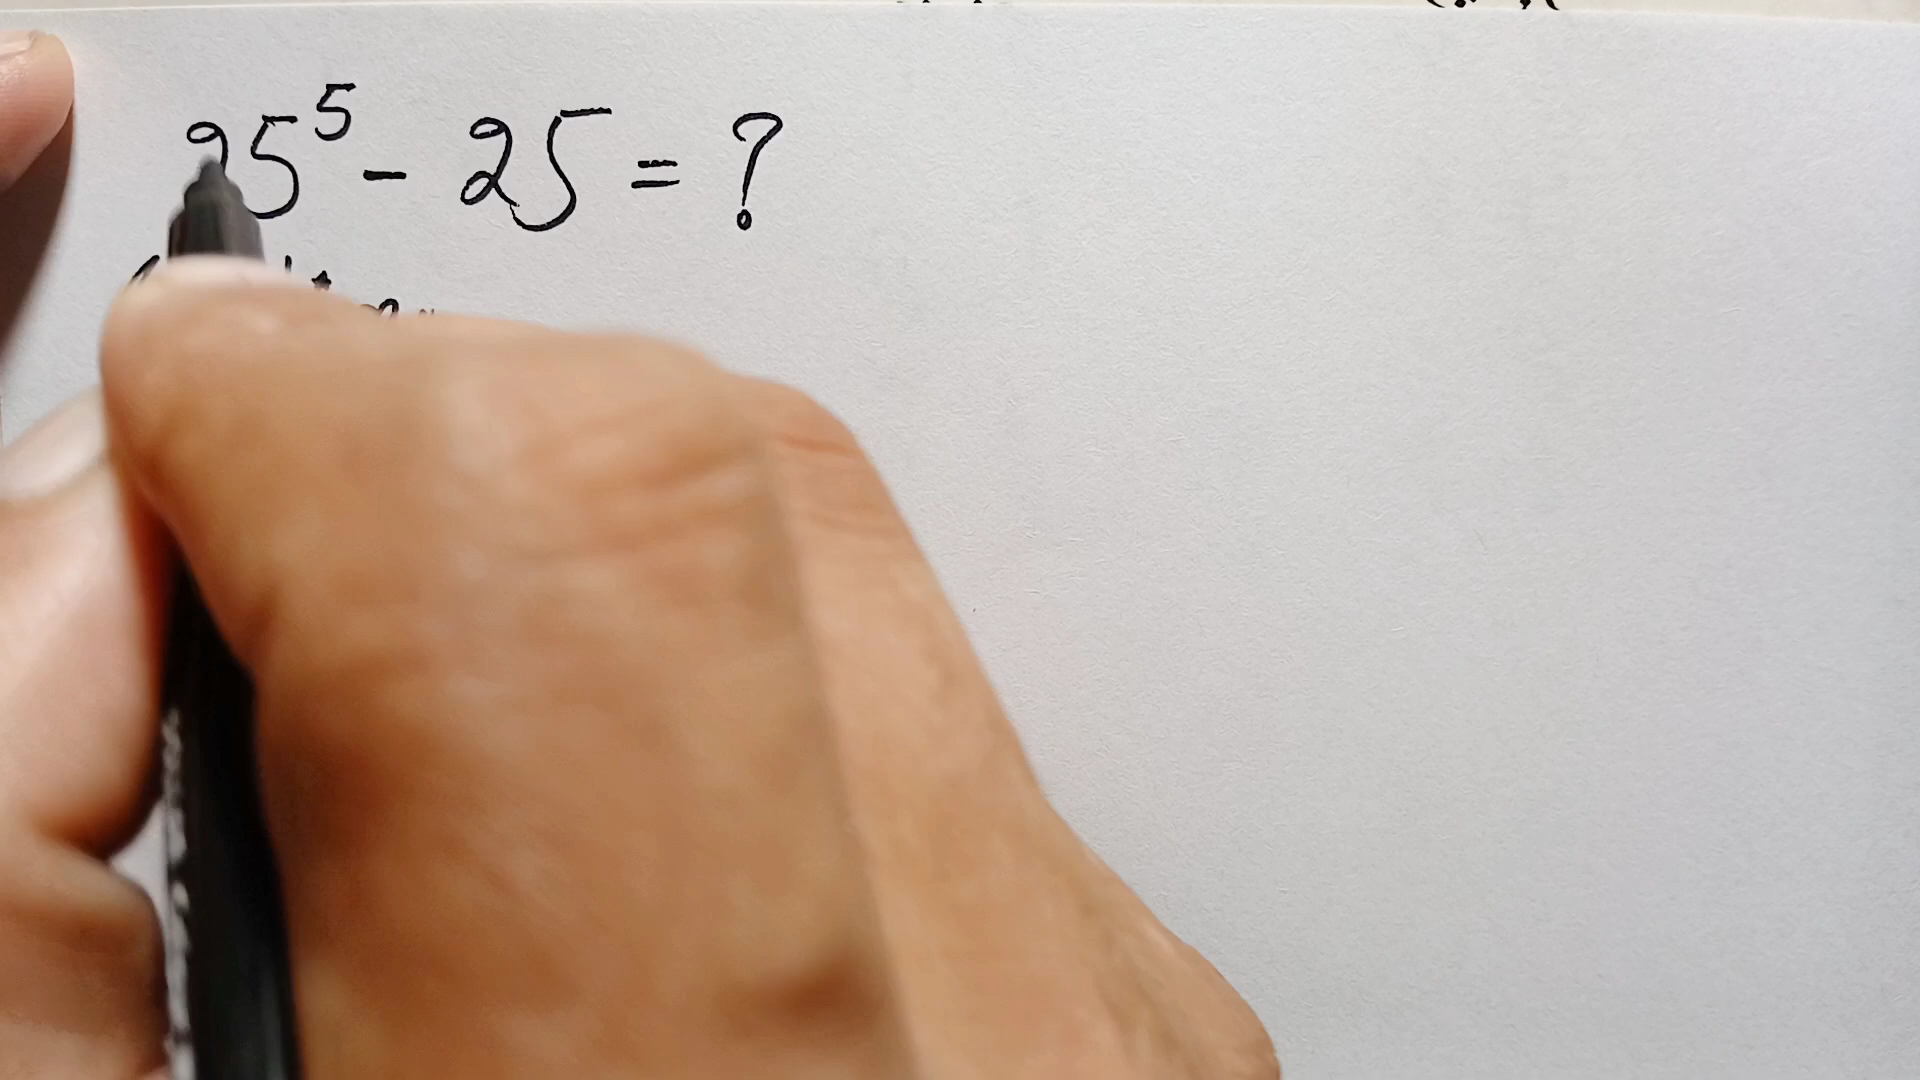 25⁵ - 25 = ?